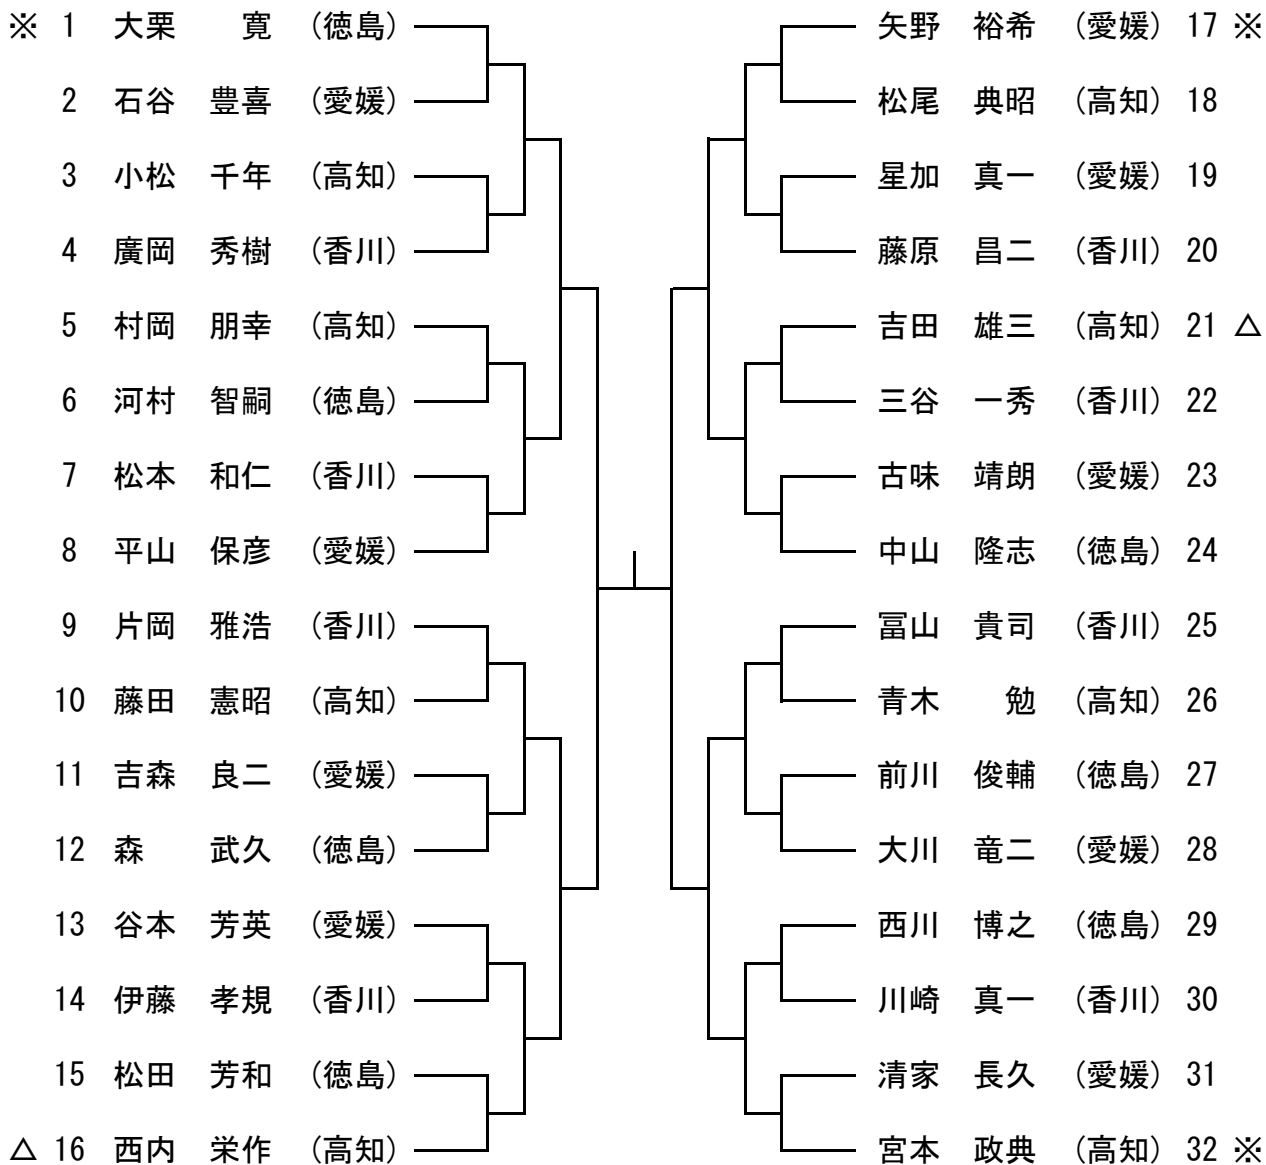 ※ 1 大栗 寛 (徳島) 矢野 裕希 (愛媛) 17 ※
2 石谷 豊喜 (愛媛) 松尾 典昭 (高知) 18
3 小松 千年 (高知) 星加 真一 (愛媛) 19
4 廣岡 秀樹 (香川) 藤原 昌二 (香川) 20
5 村岡 朋幸 (高知) 吉田 雄三 (高知) 21 △
6 河村 智嗣 (徳島) 三谷 一秀 (香川) 22
7 松本 和仁 (香川) 古味 靖朗 (愛媛) 23
8 平山 保彦 (愛媛) 中山 隆志 (徳島) 24
9 片岡 雅浩 (香川) 冨山 貴司 (香川) 25
10 藤田 憲昭 (高知) 青木 勉 (高知) 26
11 吉森 良二 (愛媛) 前川 俊輔 (徳島) 27
12 森 武久 (徳島) 大川 竜二 (愛媛) 28
13 谷本 芳英 (愛媛) 西川 博之 (徳島) 29
14 伊藤 孝規 (香川) 川崎 真一 (香川) 30
15 松田 芳和 (徳島) 清家 長久 (愛媛) 31
△ 16 西内 栄作 (高知) 宮本 政典 (高知) 32 ※